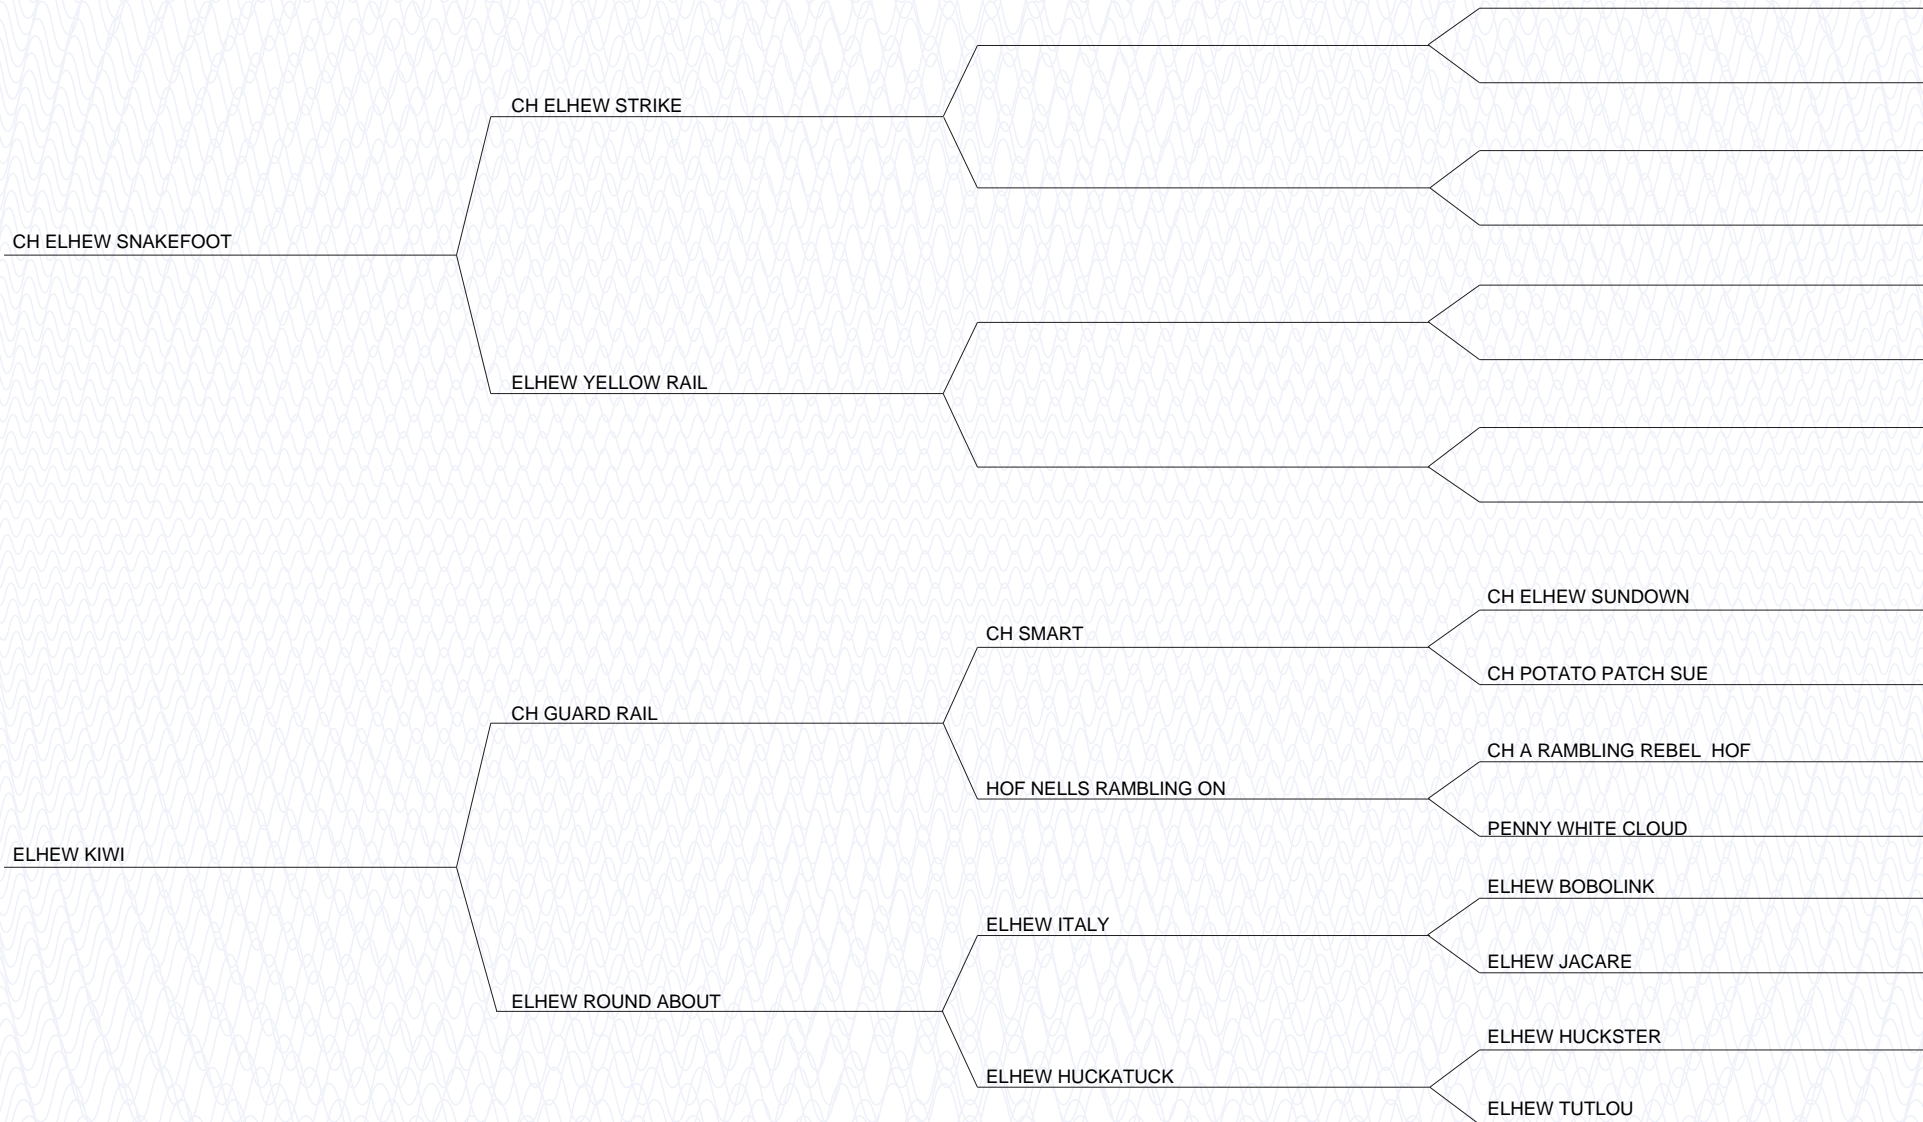 CH ELHEW STRIKE
CH ELHEW SNAKEFOOT
ELHEW YELLOW RAIL
CH ELHEW SUNDOWN
CH SMART
CH POTATO PATCH SUE
CH GUARD RAIL
CH A RAMBLING REBEL  HOF
HOF NELLS RAMBLING ON
PENNY WHITE CLOUD
ELHEW KIWI
ELHEW BOBOLINK
ELHEW ITALY
ELHEW JACARE
ELHEW ROUND ABOUT
ELHEW HUCKSTER
ELHEW HUCKATUCK
ELHEW TUTLOU